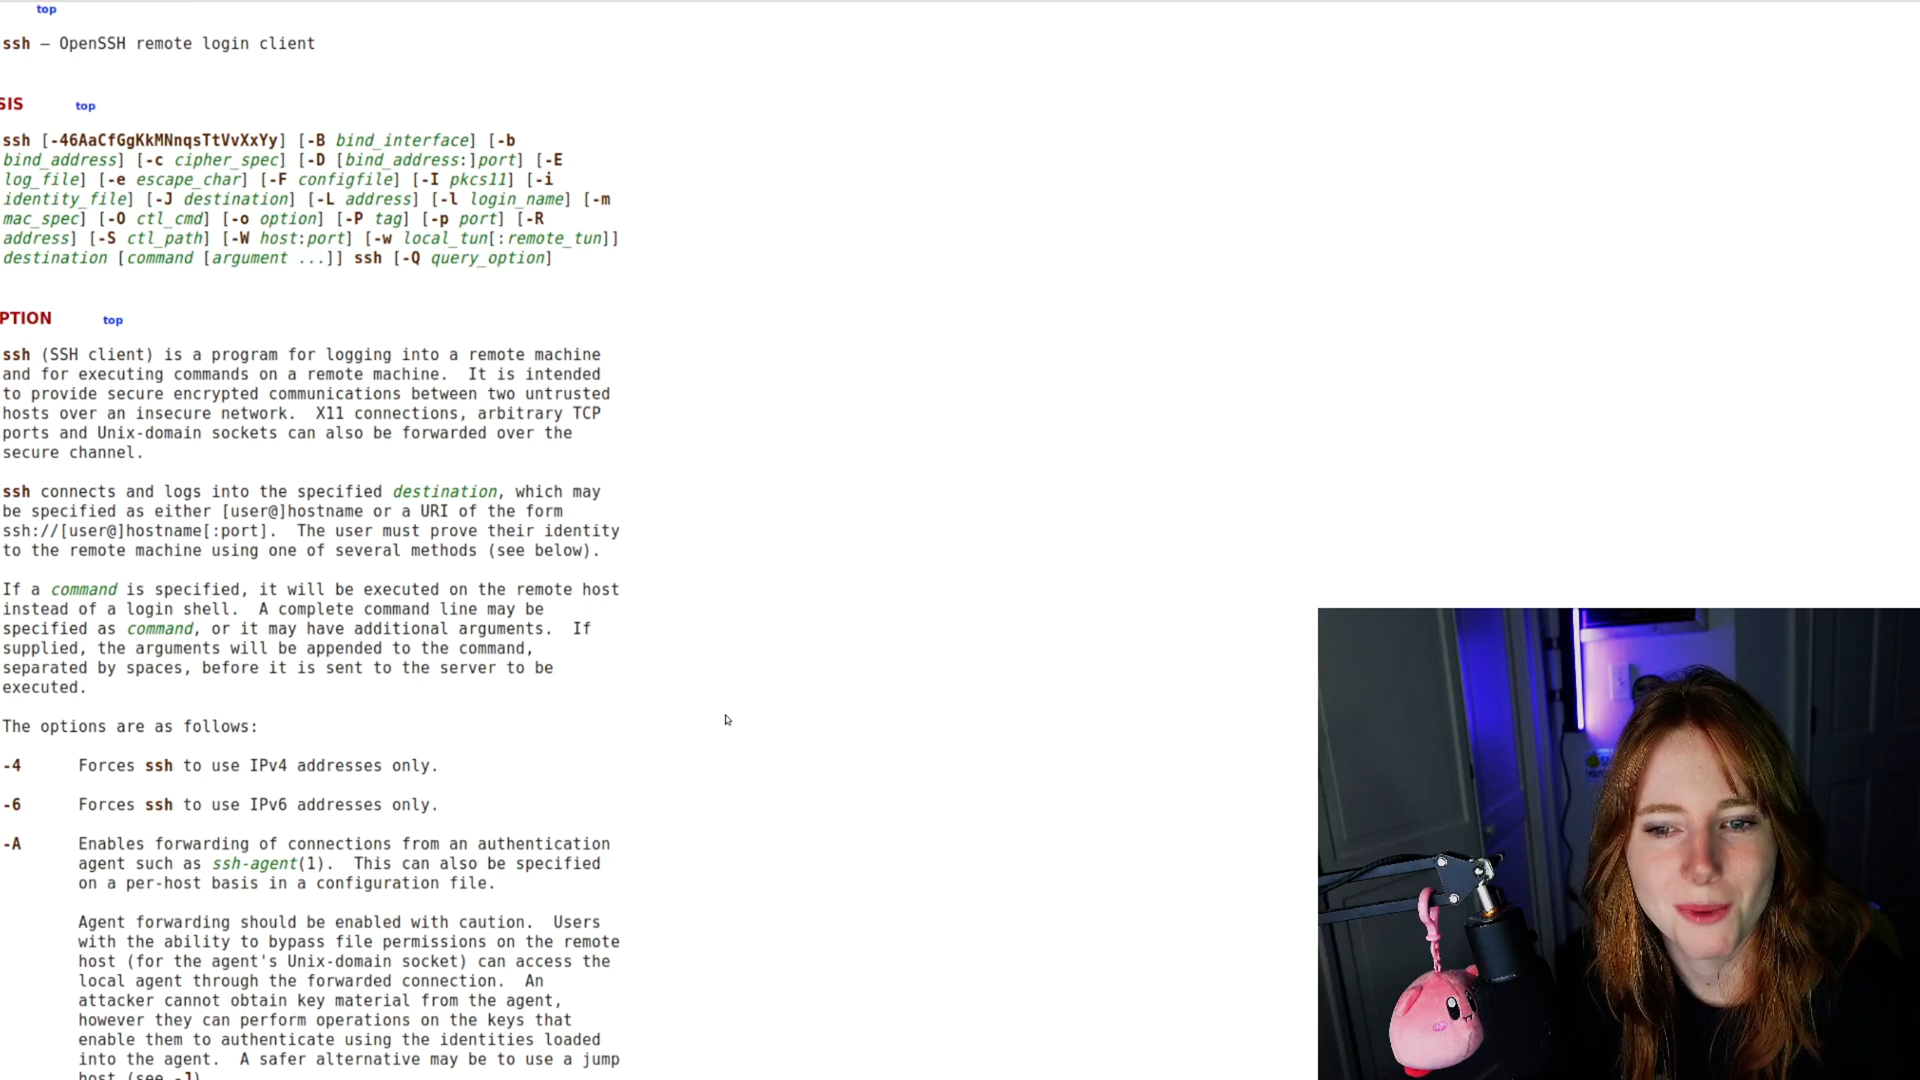 top
ssh — OpenSSH remote login client
SIS top
ssh [-46AaCfGgKkMNnqsTtVvXxYy] [-B bind_interface] [-b
bind_address] [-c cipher_spec] [-D [bind_address:]port] [-E
log_file] [-e escape_char] [-F configfile] [-I pkcs11] [-i
identity_file] [-J destination] [-L address] [-l login_name] [-m
mac_spec] [-O ctl_cmd] [-o option] [-P tag] [-p port] [-R
address] [-S ctl_path] [-W host:port] [-w local_tun[:remote_tun]]
destination [command [argument ...]] ssh [-Q query_option]
PTION top
ssh (SSH client) is a program for logging into a remote machine
and for executing commands on a remote machine.  It is intended
to provide secure encrypted communications between two untrusted
hosts over an insecure network.  X11 connections, arbitrary TCP
ports and Unix-domain sockets can also be forwarded over the
secure channel.
ssh connects and logs into the specified destination, which may
be specified as either [user@]hostname or a URI of the form
ssh://[user@]hostname[:port].  The user must prove their identity
to the remote machine using one of several methods (see below).
If a command is specified, it will be executed on the remote host
instead of a login shell.  A complete command line may be
specified as command, or it may have additional arguments.  If
supplied, the arguments will be appended to the command,
separated by spaces, before it is sent to the server to be
executed.
The options are as follows:
-4 Forces ssh to use IPv4 addresses only.
-6 Forces ssh to use IPv6 addresses only.
-A Enables forwarding of connections from an authentication
agent such as ssh-agent(1).  This can also be specified
on a per-host basis in a configuration file.
Agent forwarding should be enabled with caution.  Users
with the ability to bypass file permissions on the remote
host (for the agent's Unix-domain socket) can access the
local agent through the forwarded connection.  An
attacker cannot obtain key material from the agent,
however they can perform operations on the keys that
enable them to authenticate using the identities loaded
into the agent.  A safer alternative may be to use a jump
host (see -J).